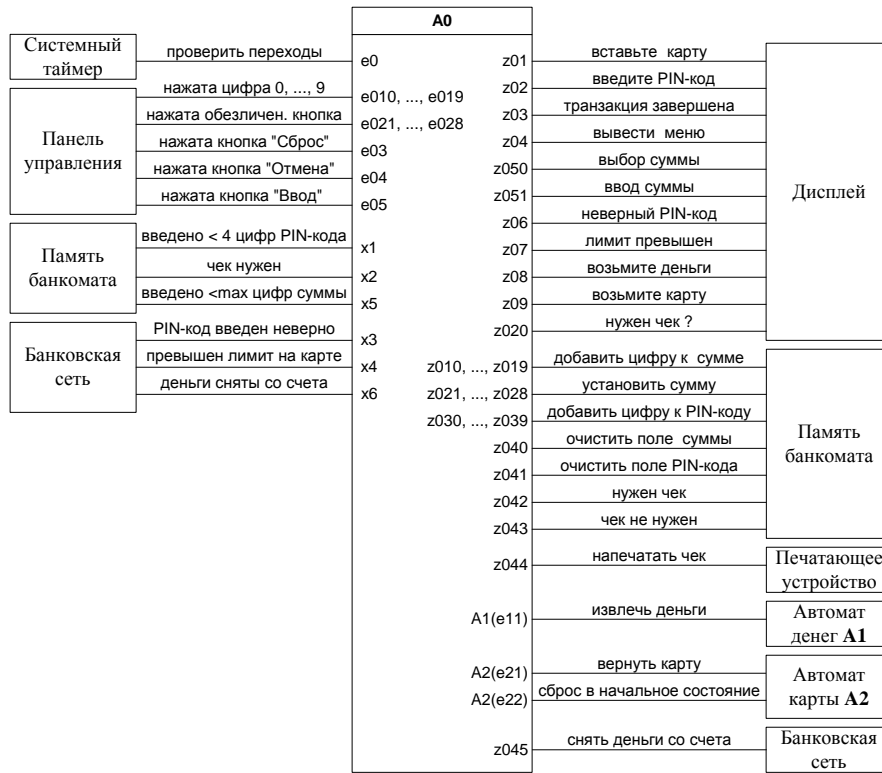 A0
Системный
таймер
проверить переходы
e0
Панель
управления
нажата цифра 0, ..., 9
e010, ..., e019
нажата обезличен. кнопка
e021, ..., e028
нажата кнопка "Сброс"
e03
нажата кнопка "Отмена"
e04
нажата кнопка "Ввод"
e05
Память
банкомата
введено < 4 цифр PIN-кода
x1
чек нужен
x2
введено <max цифр суммы
x5
Банковская
сеть
PIN-код введен неверно
x3
превышен лимит на карте
x4
деньги сняты со счета
x6
z01
вставьте карту
z02
введите PIN-код
z03
транзакция завершена
z04
вывести меню
z050
выбор суммы
z051
ввод суммы
z06
неверный PIN-код
z07
лимит превышен
z08
возьмите деньги
z09
возьмите карту
z020
нужен чек ?
Дисплей
z010, ..., z019
добавить цифру к сумме
z021, ..., z028
установить сумму
z030, ..., z039
добавить цифру к PIN-коду
z040
очистить поле суммы
z041
очистить поле PIN-кода
z042
нужен чек
z043
чек не нужен
Память
банкомата
z044
напечатать чек
Печатающее
устройство
A1(e11)
извлечь деньги
Автомат
денег A1
A2(e21)
вернуть карту
A2(e22)
сброс в начальное состояние
Автомат
карты A2
z045
снять деньги со счета
Банковская
сеть